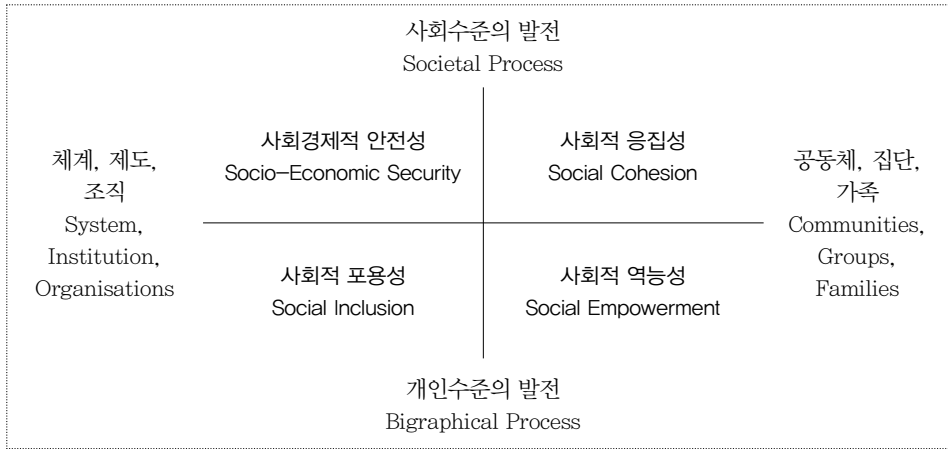 사회수준의 발전
Societal Process
체계, 제도,
조직
System,
Institution,
Organisations
사회경제적 안전성
Socio-Economic Security
사회적 응집성
Social Cohesion
공동체, 집단,
가족
Communities,
Groups,
Families
사회적 포용성
Social Inclusion
사회적 역능성
Social Empowerment
개인수준의 발전
Bigraphical Process